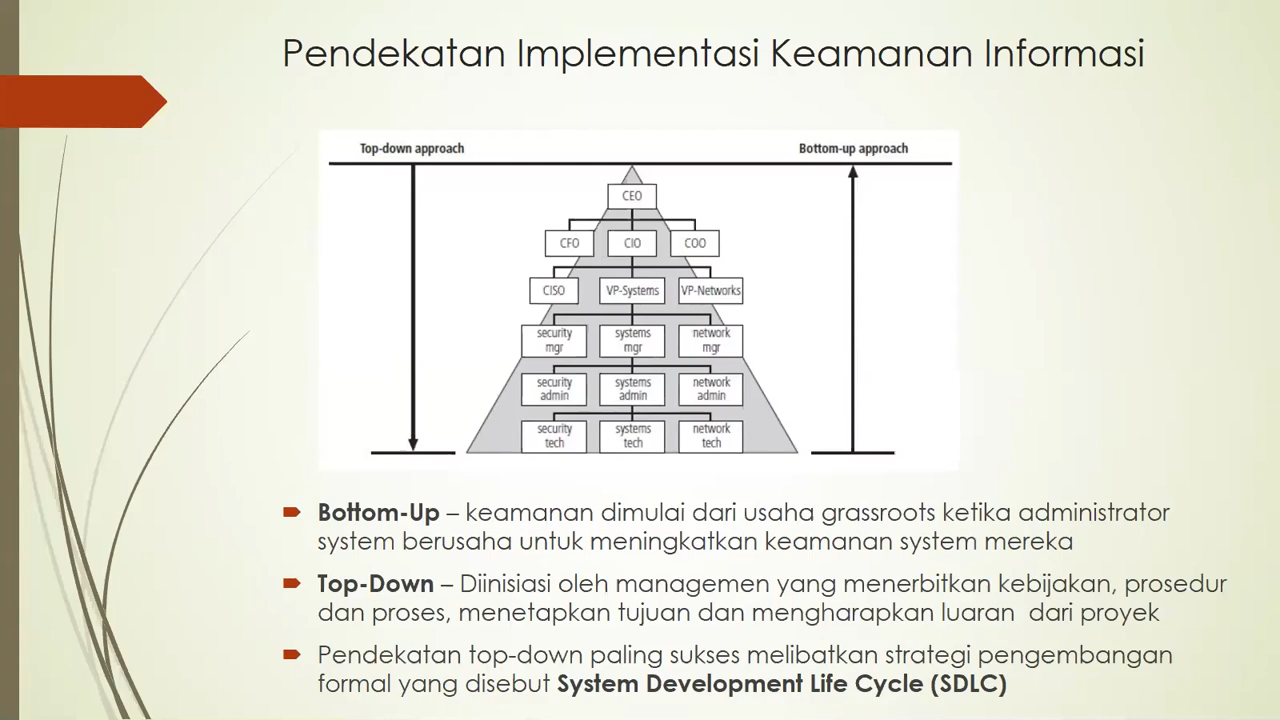 Pendekatan Implementasi Keamanan Informasi
Top-down approach
Bottom-up approach
CEO
CFO
CIO
COO
CISO
VP-Systems
VP-Networks
security
mgr
systems
mgr
network
mgr
security
admin
systems
admin
network
admin
security
tech
systems
tech
network
tech
Bottom-Up – keamanan dimulai dari usaha grassroots ketika administrator
system berusaha untuk meningkatkan keamanan system mereka
Top-Down – Diinisiasi oleh managemen yang menerbitkan kebijakan, prosedur
dan proses, menetapkan tujuan dan mengharapkan luaran dari proyek
Pendekatan top-down paling sukses melibatkan strategi pengembangan
formal yang disebut System Development Life Cycle (SDLC)